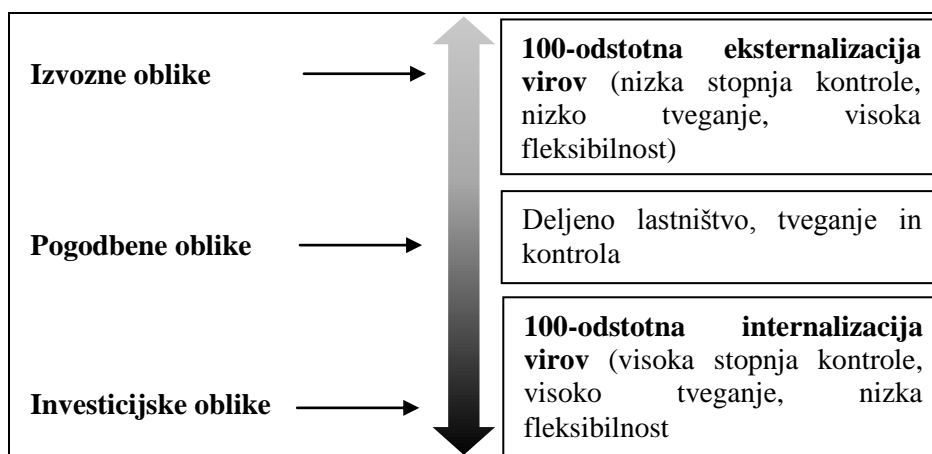 Izvozne oblike
100-odstotna eksternalizacija
virov (nizka stopnja kontrole,
nizko tveganje, visoka
fleksibilnost)
Pogodbene oblike
Deljeno lastništvo, tveganje in
kontrola
Investicijske oblike
100-odstotna internalizacija
virov (visoka stopnja kontrole,
visoko tveganje, nizka
fleksibilnost